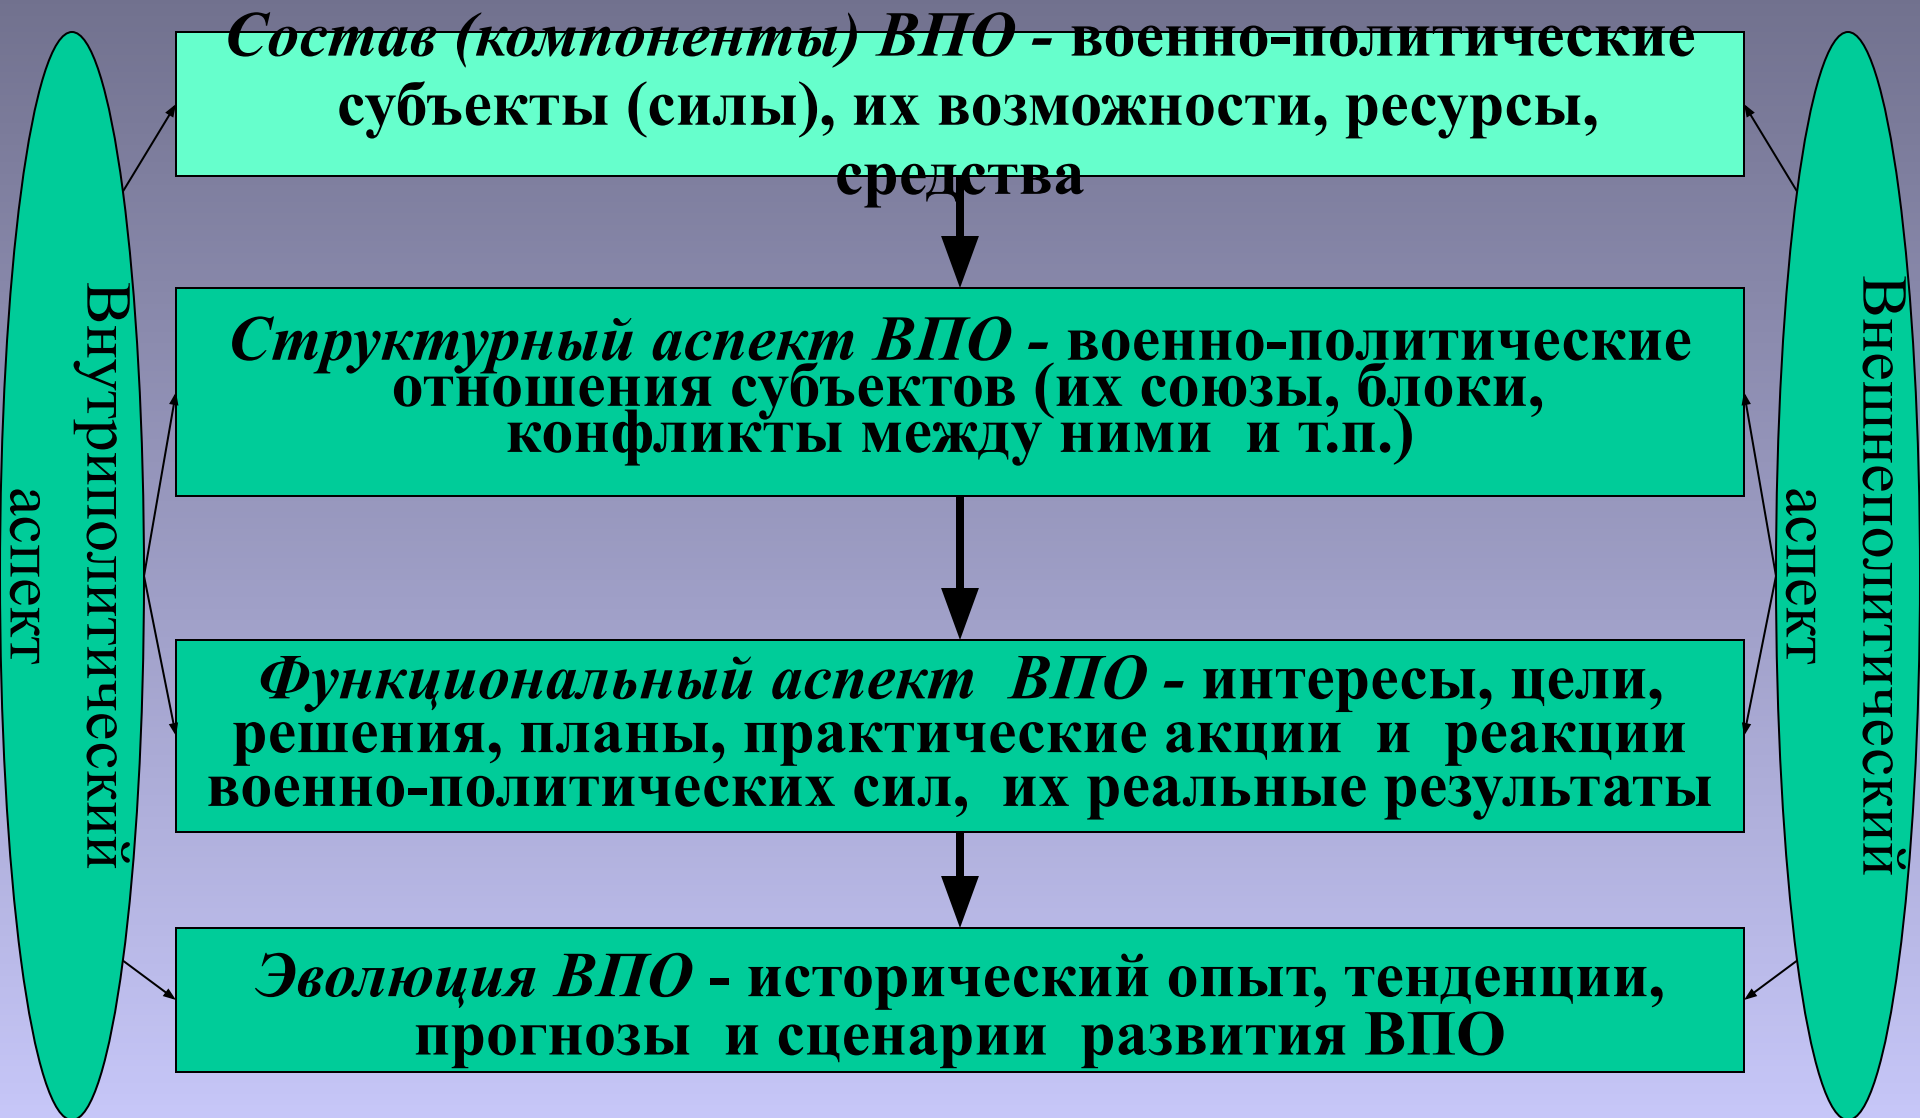 Состав (компоненты) ВПО - военно-политические
субъекты (силы), их возможности, ресурсы,
средства
Структурный аспект ВПО - военно-политические
отношения субъектов (их союзы, блоки,
конфликты между ними и т.п.)
Функциональный аспект ВПО - интересы, цели,
решения, планы, практические акции и реакции
военно-политических сил, их реальные результаты
Эволюция ВПО - исторический опыт, тенденции,
прогнозы и сценарии развития ВПО
Внутриполитический
аспект
Внешнеполитический
аспект